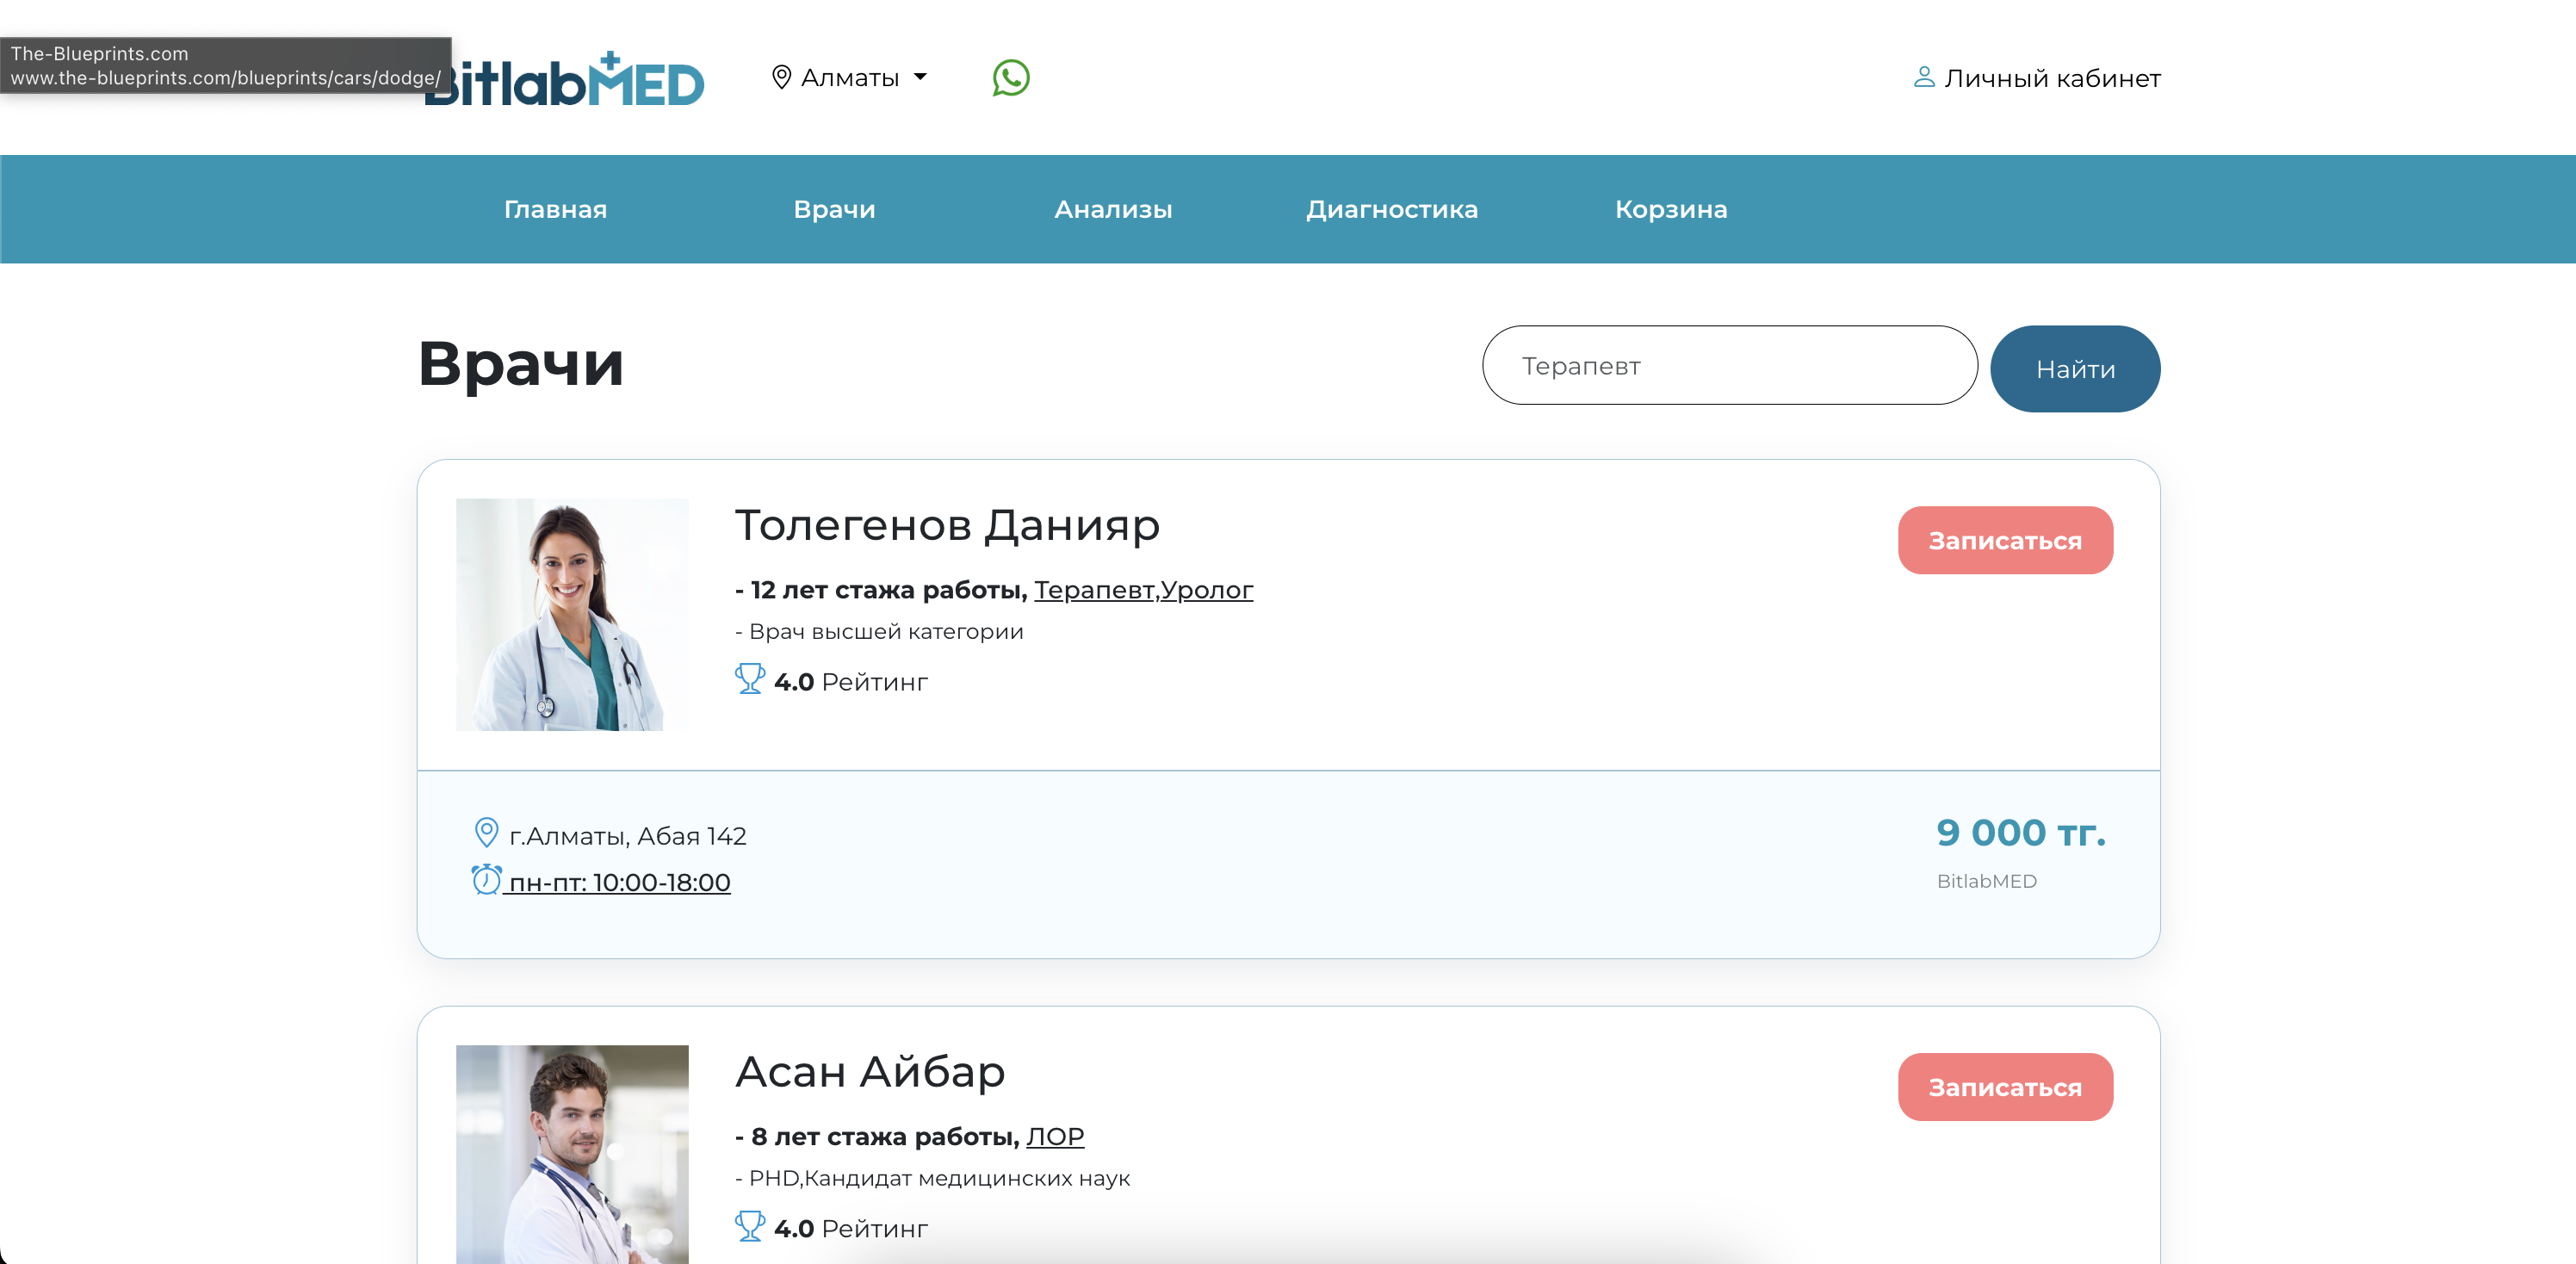 The-Blueprints.com
www.the-blueprints.com/blueprints/cars/dodge/
BitlabMED
Алматы
Личный кабинет
Главная
Врачи
Анализы
Диагностика
Корзина
Врачи
Терапевт
Найти
Толегенов Данияр
Записаться
- 12 лет стажа работы, Терапевт,Уролог
- Врач высшей категории
4.0 Рейтинг
г.Алматы, Абая 142
9 000 тг.
пн-пт: 10:00-18:00
BitlabMED
Асан Айбар
Записаться
- 8 лет стажа работы, ЛОР
- PHD,Кандидат медицинских наук
4.0 Рейтинг